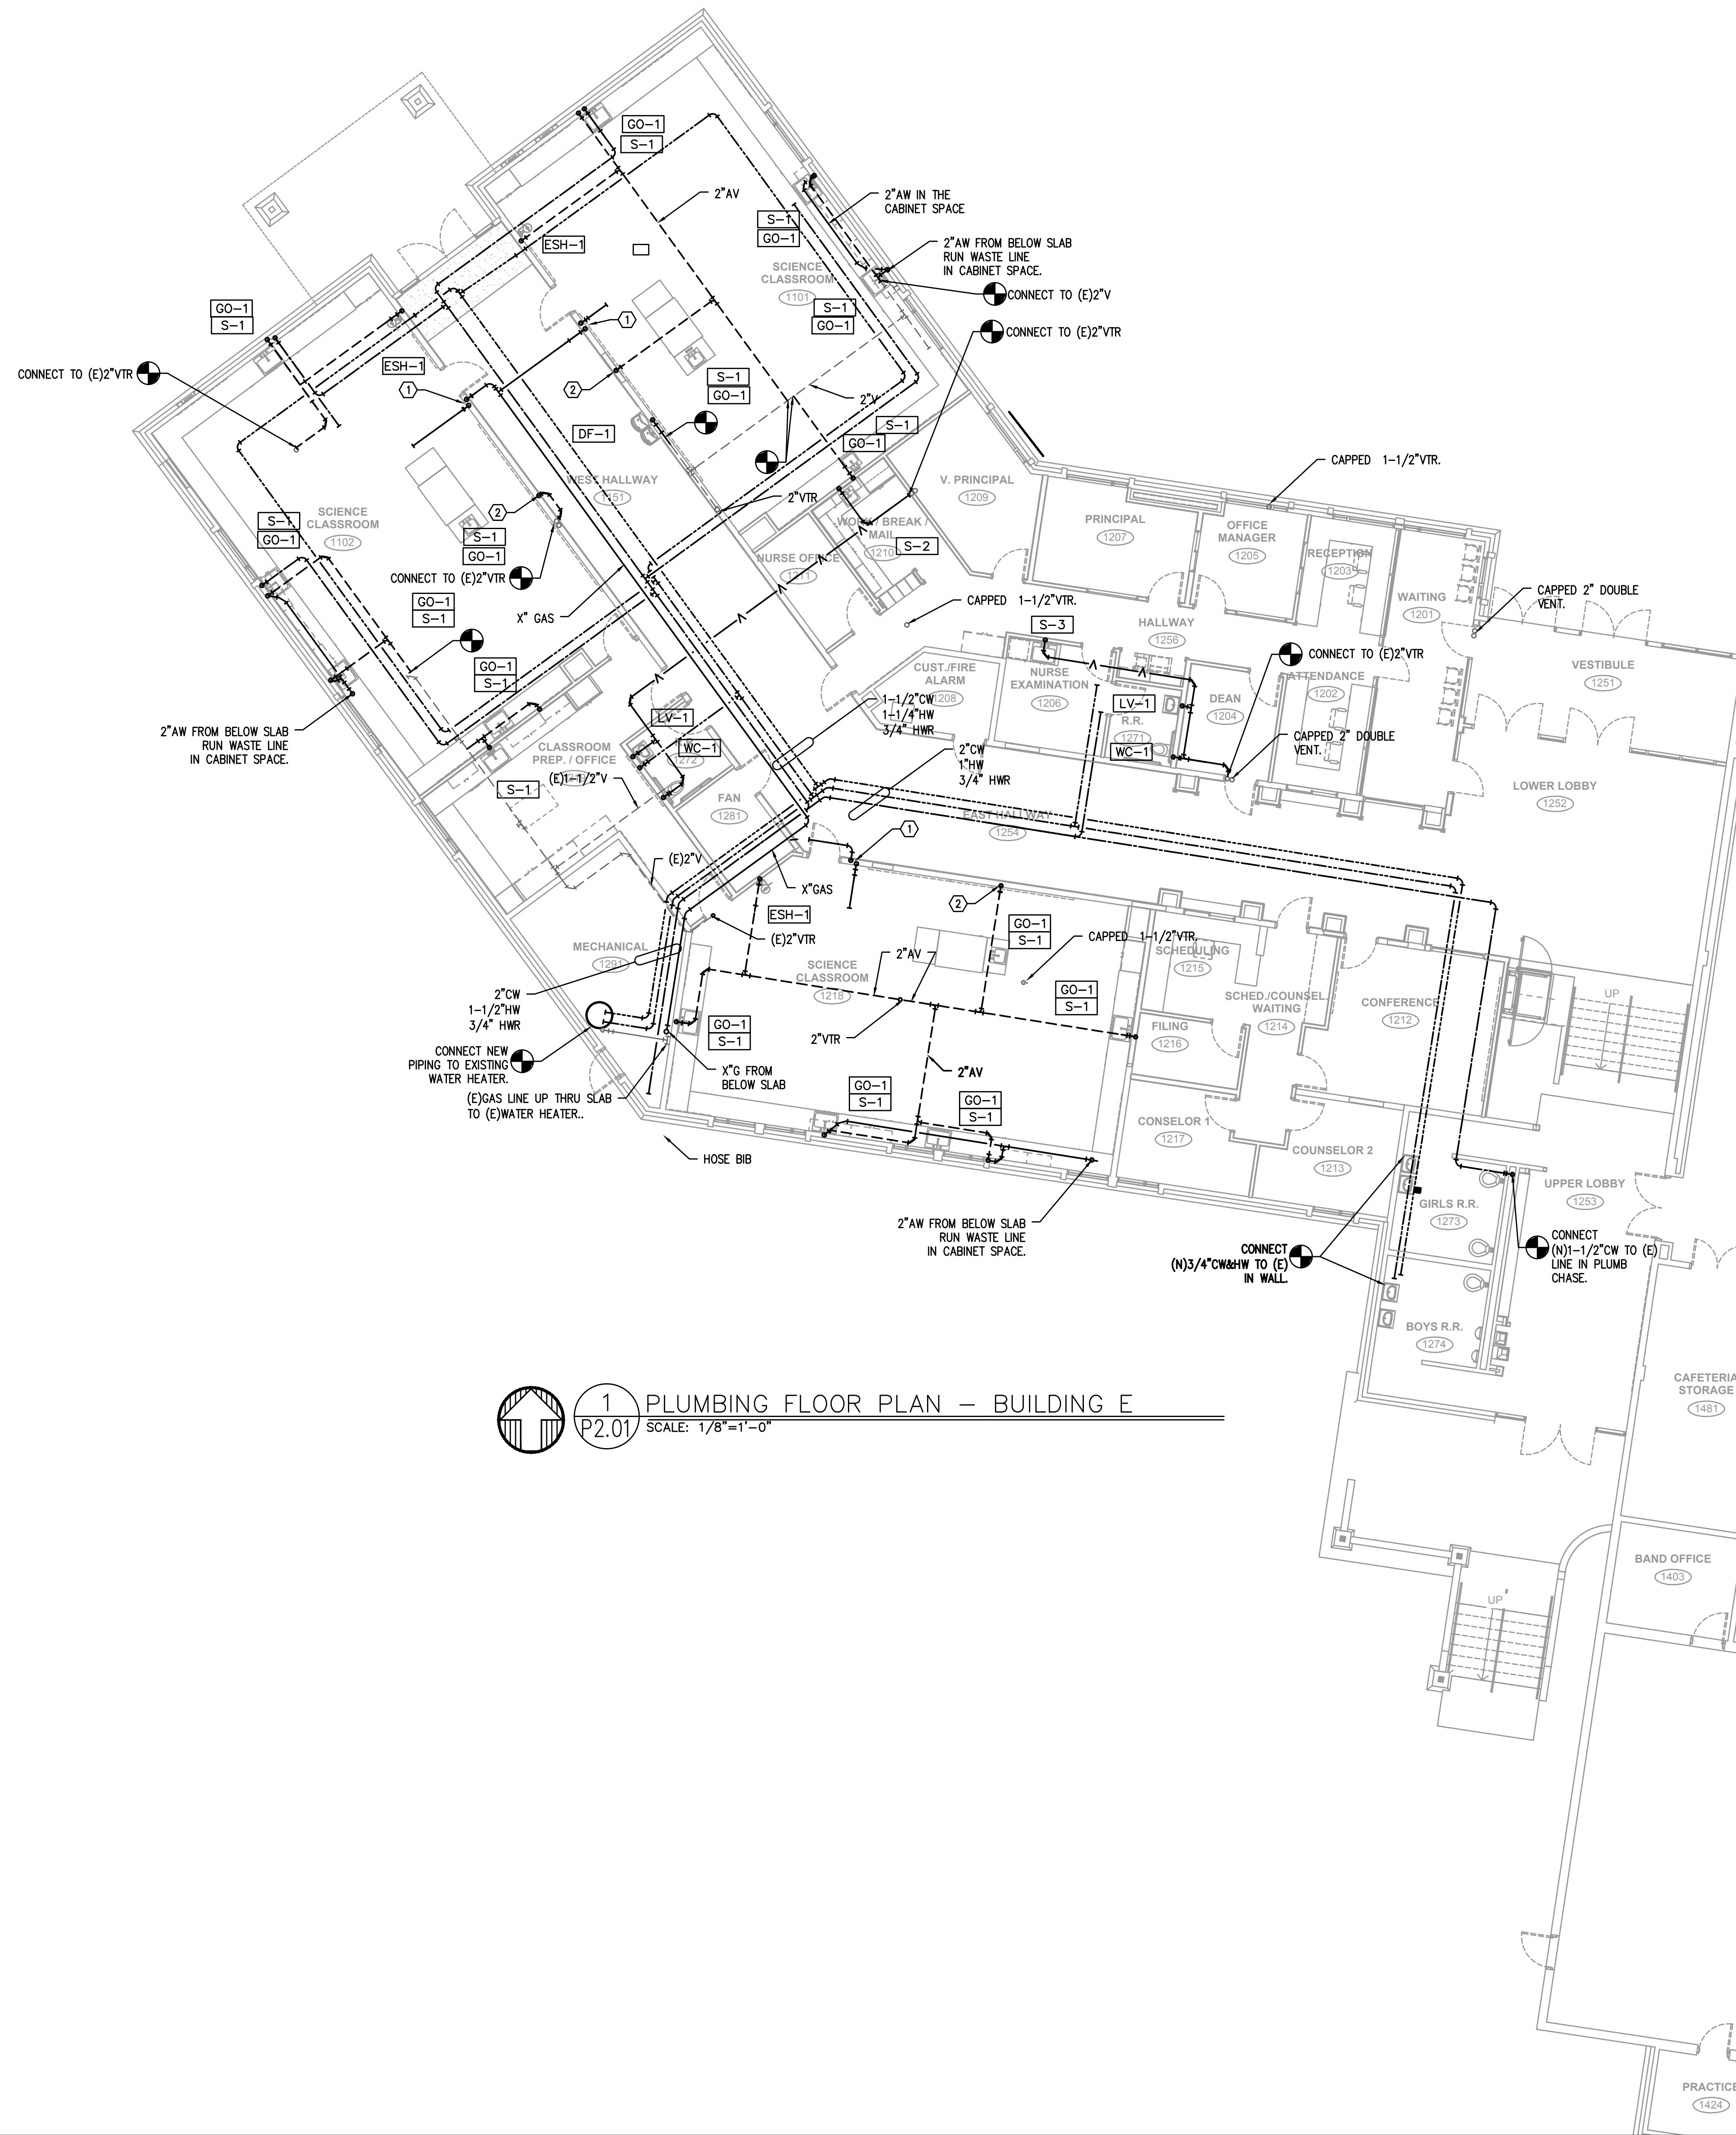 GO-1
S-1
2"AV
2"AW IN THE
CABINET SPACE
ESH-1
S-1
GO-1
2"AW FROM BELOW SLAB
RUN WASTE LINE
IN CABINET SPACE.
SCIENCE
CLASSROOM
1101
CONNECT TO (E)2"V
GO-1
S-1
S-1
GO-1
1
CONNECT TO (E)2"VTR
CONNECT TO (E)2"VTR
ESH-1
1
2
S-1
GO-1
2"V
DF-1
S-1
GO-1
WEST HALLWAY
1151
2"VTR
V. PRINCIPAL
1209
CAPPED 1-1/2"VTR.
2
SCIENCE
CLASSROOM
1102
S-1
GO-1
S-1
GO-1
WORK / BREAK /
MAIL
1210
S-2
NURSE OFFICE
1211
PRINCIPAL
1207
OFFICE
MANAGER
1205
RECEPTION
1203
CONNECT TO (E)2"VTR
GO-1
S-1
X" GAS
CAPPED 1-1/2"VTR.
WAITING
1201
CAPPED 2" DOUBLE
VENT.
S-3
HALLWAY
1256
GO-1
S-1
CUST./FIRE
ALARM
1208
NURSE
EXAMINATION
1206
CONNECT TO (E)2"VTR
ATTENDANCE
1202
VESTIBULE
1251
DEAN
1204
LV-1
R.R.
1271
WC-1
1-1/2"CW
1-1/4"HW
3/4" HWR
LV-1
WC-1
1272
2"AW FROM BELOW SLAB
RUN WASTE LINE
IN CABINET SPACE.
CLASSROOM
PREP. / OFFICE
2"CW
1"HW
3/4" HWR
CAPPED 2" DOUBLE
VENT.
S-1
(E)1-1/2"V
FAN
1281
LOWER LOBBY
1252
EAST HALLWAY
1254
1
(E)2"V
X"GAS
2
ESH-1
(E)2"VTR
GO-1
S-1
CAPPED 1-1/2"VTR.
SCHEDULING
1215
MECHANICAL
1291
2"AV
SCIENCE
CLASSROOM
1218
GO-1
S-1
SCHED./COUNSEL.
WAITING
1214
CONFERENCE
1212
UP
2"CW
1-1/2"HW
3/4" HWR
GO-1
S-1
2"VTR
FILING
1216
CONNECT NEW
PIPING TO EXISTING
WATER HEATER.
X"G FROM
BELOW SLAB
2"AV
GO-1
S-1
GO-1
S-1
(E)GAS LINE UP THRU SLAB
TO (E)WATER HEATER..
CONSELOR 1
1217
COUNSELOR 2
1213
HOSE BIB
UPPER LOBBY
1253
GIRLS R.R.
1273
2"AW FROM BELOW SLAB
RUN WASTE LINE
IN CABINET SPACE.
CONNECT
(N)3/4"CW&HW TO (E)
IN WALL.
CONNECT
(N)1-1/2"CW TO (E)
LINE IN PLUMB
CHASE.
BOYS R.R.
1274
CAFETERIA
STORAGE
1481
1
P2.01
PLUMBING FLOOR PLAN - BUILDING E
SCALE: 1/8"=1'-0"
BAND OFFICE
1403
UP
PRACTICE
1424